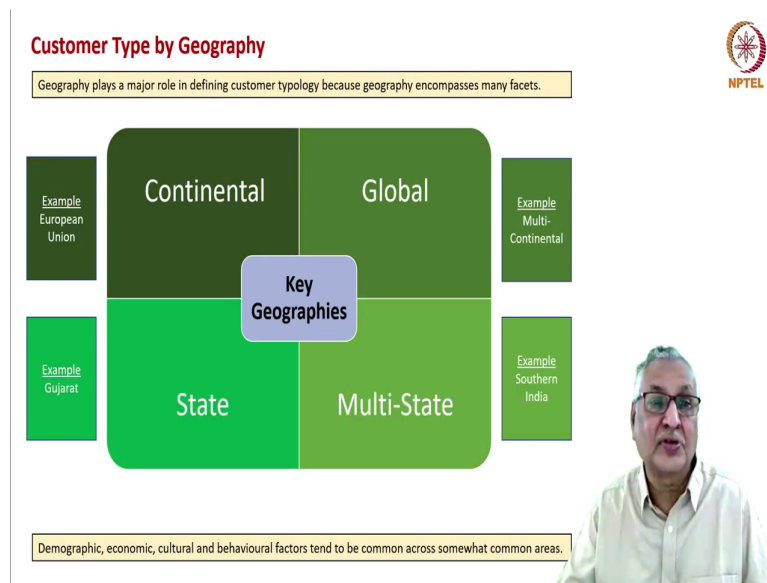 Customer Type by Geography
NPTEL
Geography plays a major role in defining customer typology because geography encompasses many facets.
Continental
Global
Example
European
Union
Example
Multi-
Continental
Key
Geographies
Example
Gujarat
State
Multi-State
Example
Southern
India
Demographic, economic, cultural and behavioural factors tend to be common across somewhat common areas.